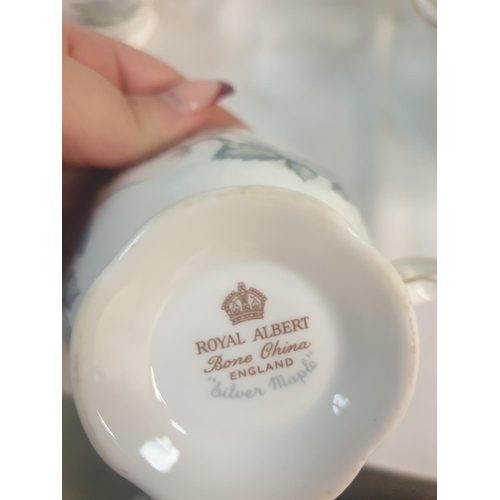 ROYAL ALBERT
Bone China
ENGLAND
"Silver Maple"